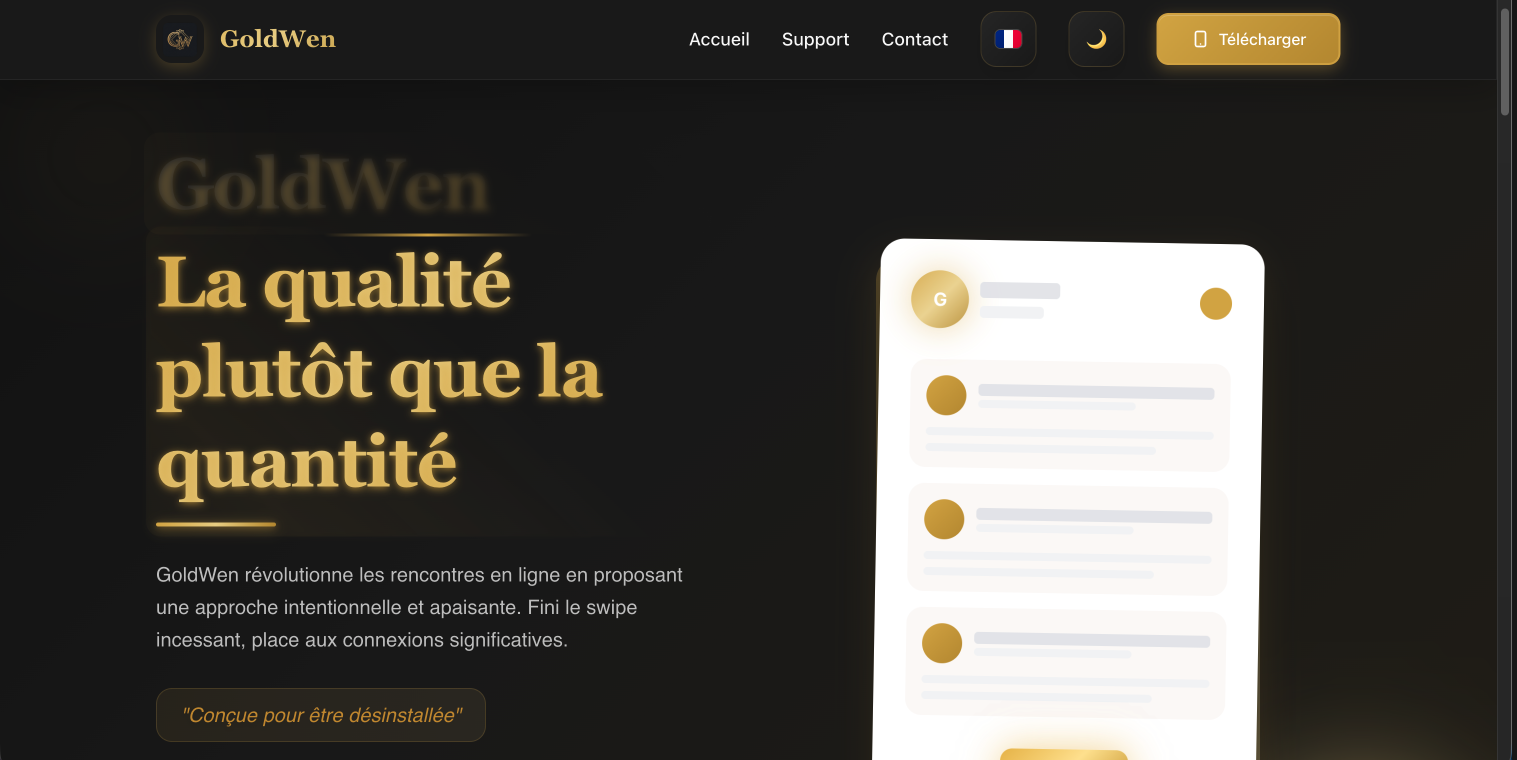 GoldWen
Accueil Support Contact Télécharger
GoldWen
La qualité
plutôt que la
quantité
G
GoldWen révolutionne les rencontres en ligne en proposant
une approche intentionnelle et apaisante. Fini le swipe
incessant, place aux connexions significatives.
"Conçue pour être désinstallée"